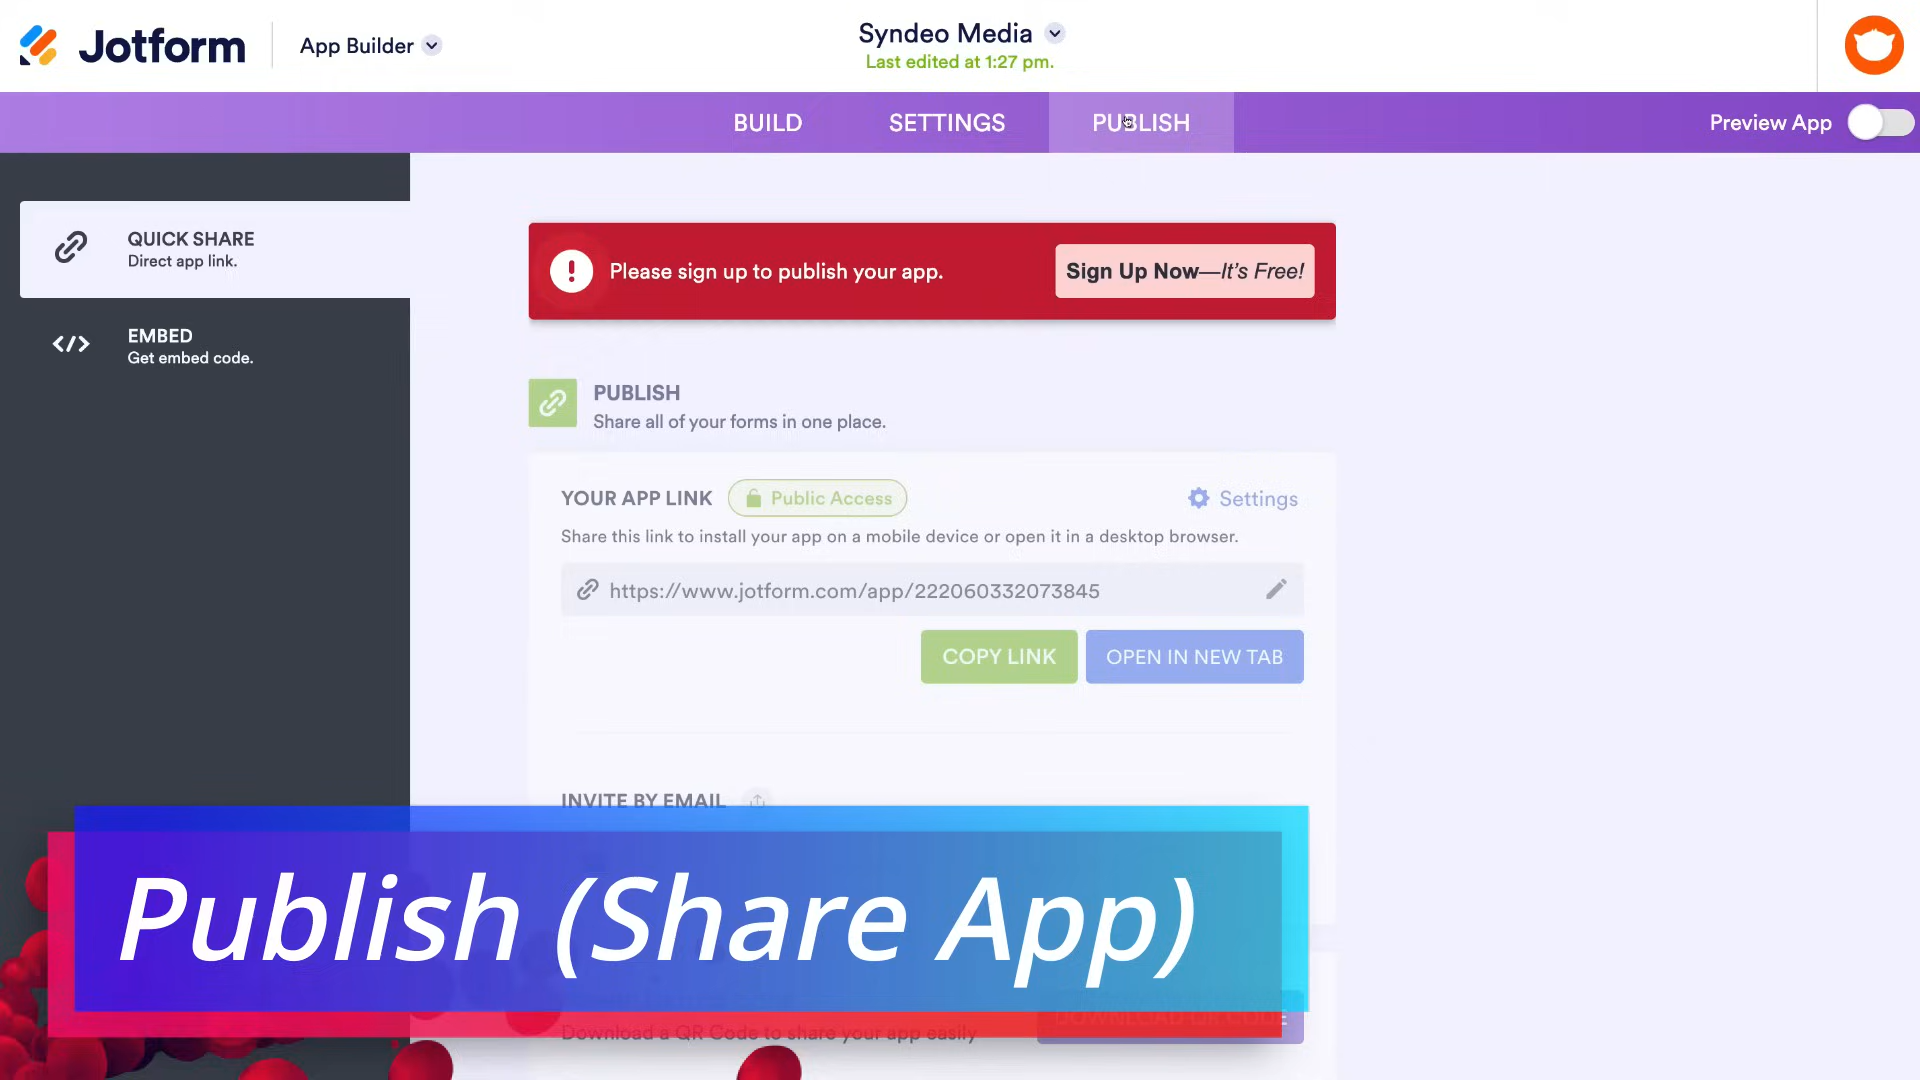 Jotform
App Builder
Syndeo Media
Last edited at 1:27 pm.
BUILD
SETTINGS
PUBLISH
Preview App
QUICK SHARE
Direct app link.
EMBED
Get embed code.
Please sign up to publish your app.
Sign Up Now—It's Free!
PUBLISH
Share all of your forms in one place.
YOUR APP LINK
Public Access
Settings
Share this link to install your app on a mobile device or open it in a desktop browser.
https://www.jotform.com/app/222060332073845
COPY LINK
OPEN IN NEW TAB
INVITE BY EMAIL
Publish (Share App)
Download a QR Code to share your app easily